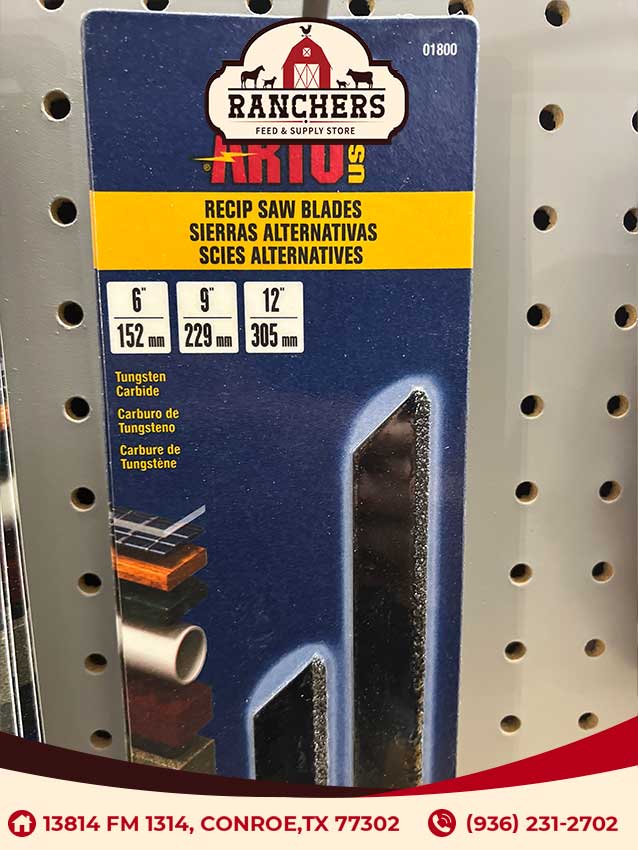 01800
RANCHERS
FEED & SUPPLY STORE
ARTU
USA
RECIP SAW BLADES
SIERRAS ALTERNATIVAS
SCIES ALTERNATIVES
6" 9" 12"
152 mm 229 mm 305 mm
Tungsten
Carbide
Carburo de
Tungsteno
Carbure de
Tungstène
13814 FM 1314, CONROE,TX 77302 (936) 231-2702